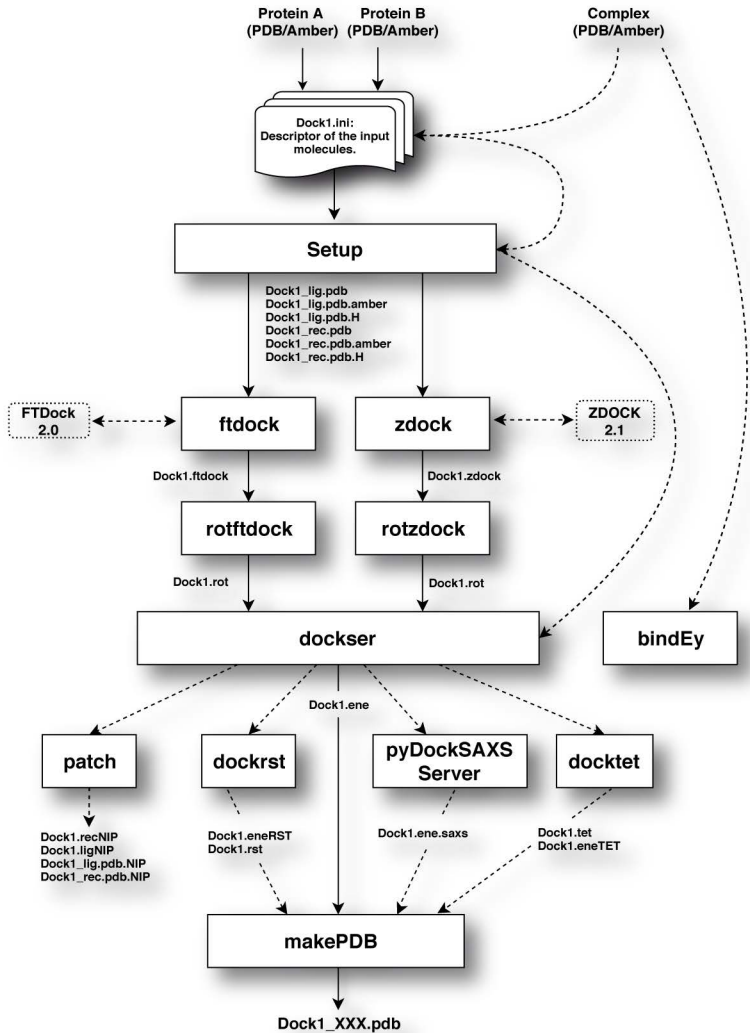 Protein A
(PDB/Amber)
Protein B
(PDB/Amber)
Complex
(PDB/Amber)
Dock1.ini:
Descriptor of the input
molecules.
Setup
Dock1_lig.pdb
Dock1_lig.pdb.amber
Dock1_lig.pdb.H
Dock1_rec.pdb
Dock1_rec.pdb.amber
Dock1_rec.pdb.H
FTDock
2.0
ftdock
zdock
ZDOCK
2.1
Dock1.ftdock
Dock1.zdock
rotftdock
rotzdock
Dock1.rot
Dock1.rot
dockser
bindEy
Dock1.ene
patch
dockrst
pyDockSAXS
Server
docktet
Dock1.recNIP
Dock1.ligNIP
Dock1_lig.pdb.NIP
Dock1_rec.pdb.NIP
Dock1.eneRST
Dock1.rst
Dock1.ene.saxs
Dock1.tet
Dock1.eneTET
makePDB
Dock1_XXX.pdb